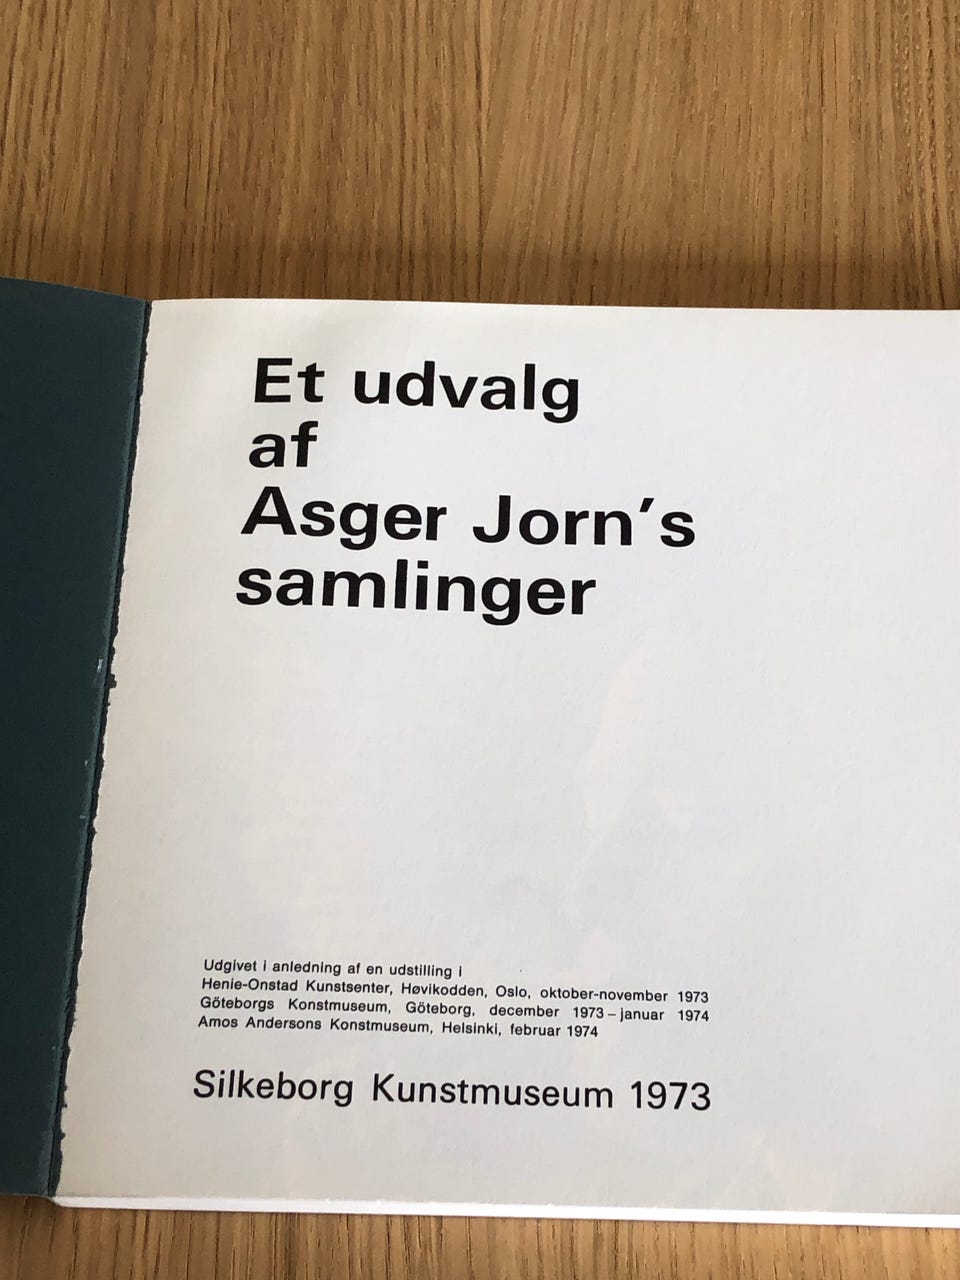 Et udvalg
af
Asger Jorn's
samlinger
Udgivet i anledning af en udstilling i
Henie-Onstad Kunstsenter, Høvikodden, Oslo, oktober-november 1973
Göteborgs Konstmuseum, Göteborg, december 1973 – januar 1974
Amos Andersons Konstmuseum, Helsinki, februar 1974
Silkeborg Kunstmuseum 1973